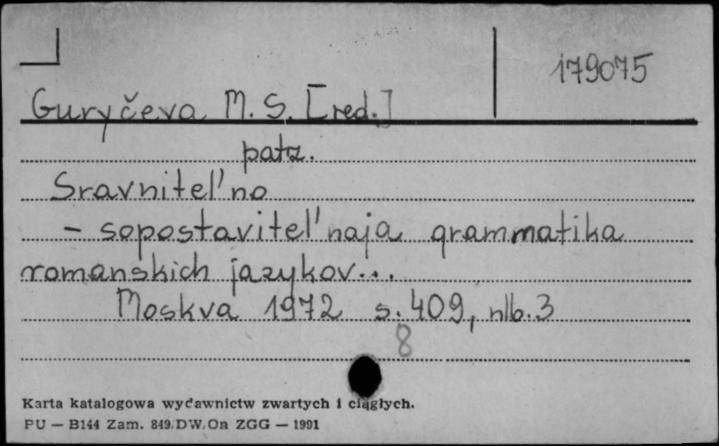 179075
Guryčeva M. S. [red.]
patz.
Sravnitel'no
- sopostavitel'naja grammatika
romanskich jazykov...
Moskva 1972 s. 409, nlb. 3
8
Karta katalogowa wydawnictw zwartych i ciągłych.
PU — B144 Zam. 849.DW.On ZGG — 1991